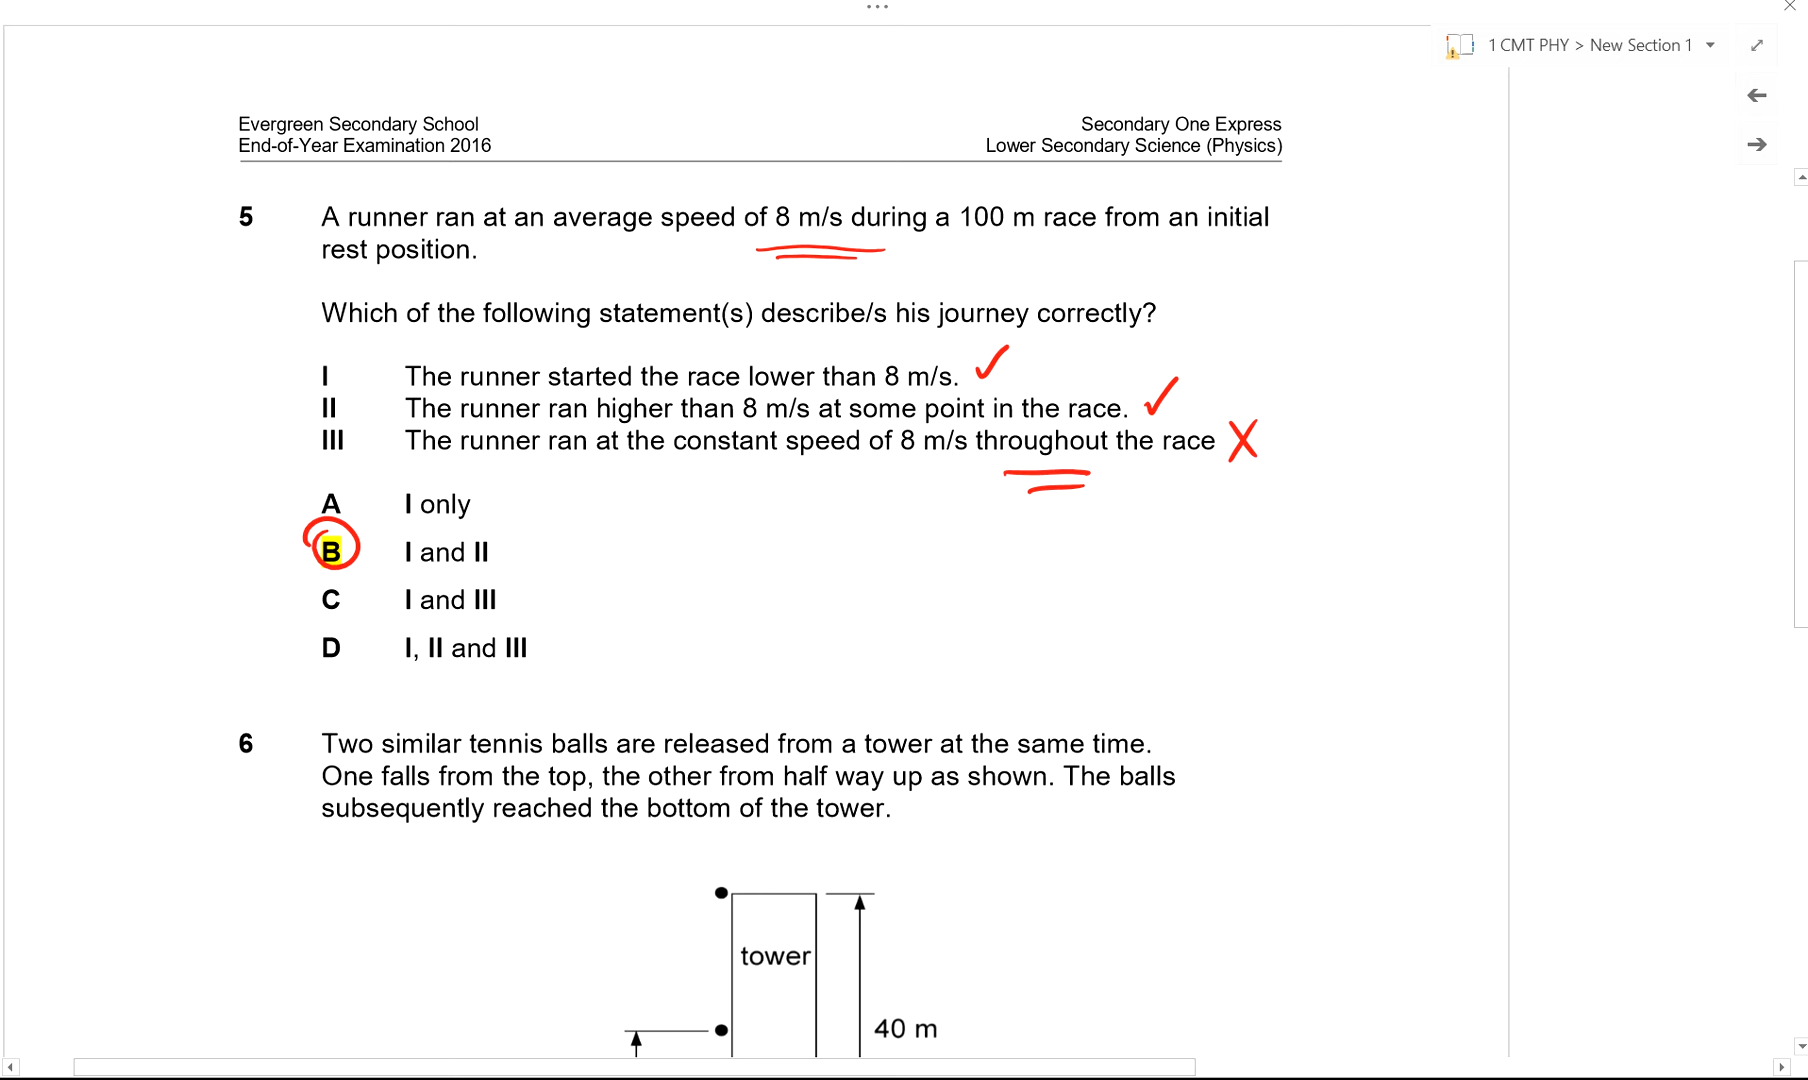 1 CMT PHY > New Section 1
Evergreen Secondary School
Secondary One Express
End-of-Year Examination 2016
Lower Secondary Science (Physics)
5 A runner ran at an average speed of 8 m/s during a 100 m race from an initial
rest position.
Which of the following statement(s) describe/s his journey correctly?
I The runner started the race lower than 8 m/s.
II The runner ran higher than 8 m/s at some point in the race.
III The runner ran at the constant speed of 8 m/s throughout the race
A I only
B I and II
C I and III
D I, II and III
6 Two similar tennis balls are released from a tower at the same time.
One falls from the top, the other from half way up as shown. The balls
subsequently reached the bottom of the tower.
tower
40 m